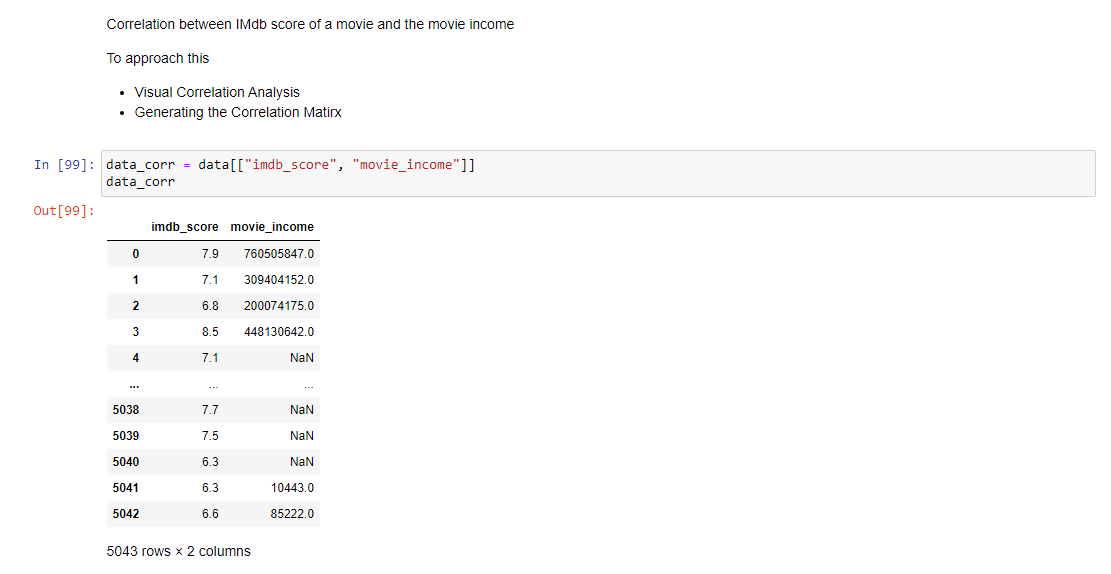 Correlation between IMdb score of a movie and the movie income
To approach this
• Visual Correlation Analysis
• Generating the Correlation Matirx
In [99]: data_corr = data[["imdb_score", "movie_income"]]
data_corr
Out[99]:
imdb_score movie_income
0 7.9 760505847.0
1 7.1 309404152.0
2 6.8 200074175.0
3 8.5 448130642.0
4 7.1 NaN
... ... ...
5038 7.7 NaN
5039 7.5 NaN
5040 6.3 NaN
5041 6.3 10443.0
5042 6.6 85222.0
5043 rows × 2 columns